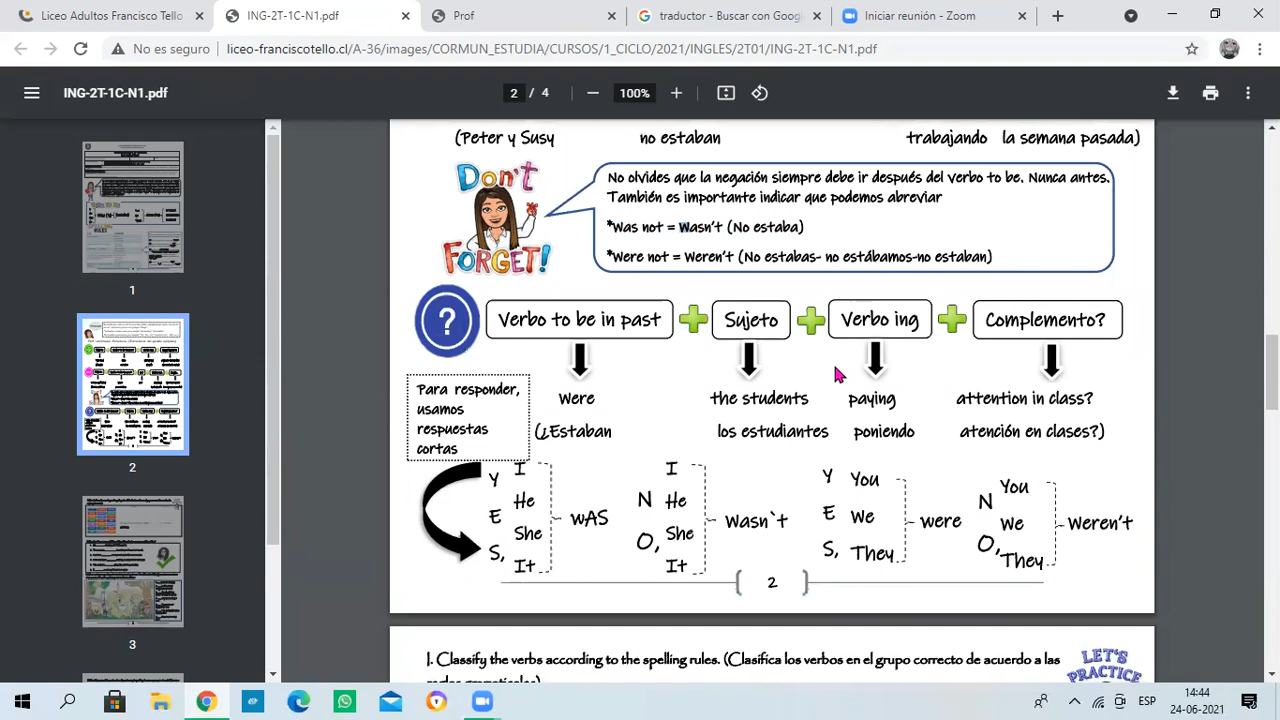 Liceo Adultos Francisco Tello
ING-2T-1C-N1.pdf
Prof
traductor - Buscar con Goog
Iniciar reunión - Zoom
No es seguro
liceo-franciscotello.cl/A-36/images/CORMUN_ESTUDIA/CURSOS/1_CICLO/2021/INGLES/2T01/ING-2T-1C-N1.pdf
ING-2T-1C-N1.pdf
2 / 4
100%
(Peter y Susy no estaban trabajando la semana pasada)
Don't
FORGET!
No olvides que la negación siempre debe ir después del verbo to be. Nunca antes.
También es importante indicar que podemos abreviar
*Was not = Wasn't (No estaba)
*Were not = Weren't (No estabas- no estábamos-no estaban)
? Verbo to be in past + Sujeto + Verbo ing + Complemento?
Para responder,
usamos
respuestas
cortas
were the students paying attention in class?
(¿Estaban los estudiantes poniendo atención en clases?)
YES, I He She It wAS
NO, I He She It Wasn`t
YES, You We They were
NO, You We They Weren't
2
I. Classify the verbs according to the spelling rules. (Clasifica los verbos en el grupo correcto de acuerdo a las
LET'S
PRACTICE
1
2
3
ESP
14:44
24-06-2021